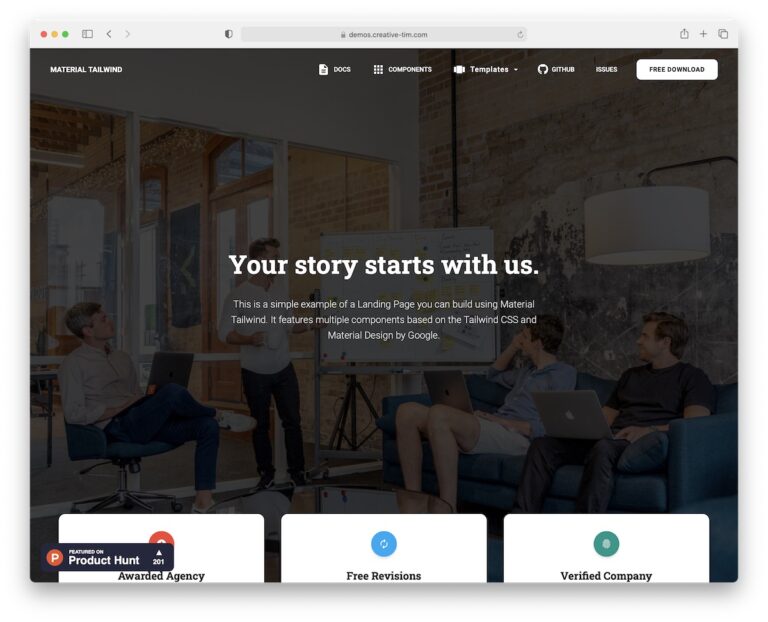 demos.creative-tim.com
MATERIAL TAILWIND
DOCS
COMPONENTS
Templates
GITHUB
ISSUES
FREE DOWNLOAD
Your story starts with us.
This is a simple example of a Landing Page you can build using Material
Tailwind. It features multiple components based on the Tailwind CSS and
Material Design by Google.
P
FEATURED ON
Product Hunt
201
Awarded Agency
Free Revisions
Verified Company